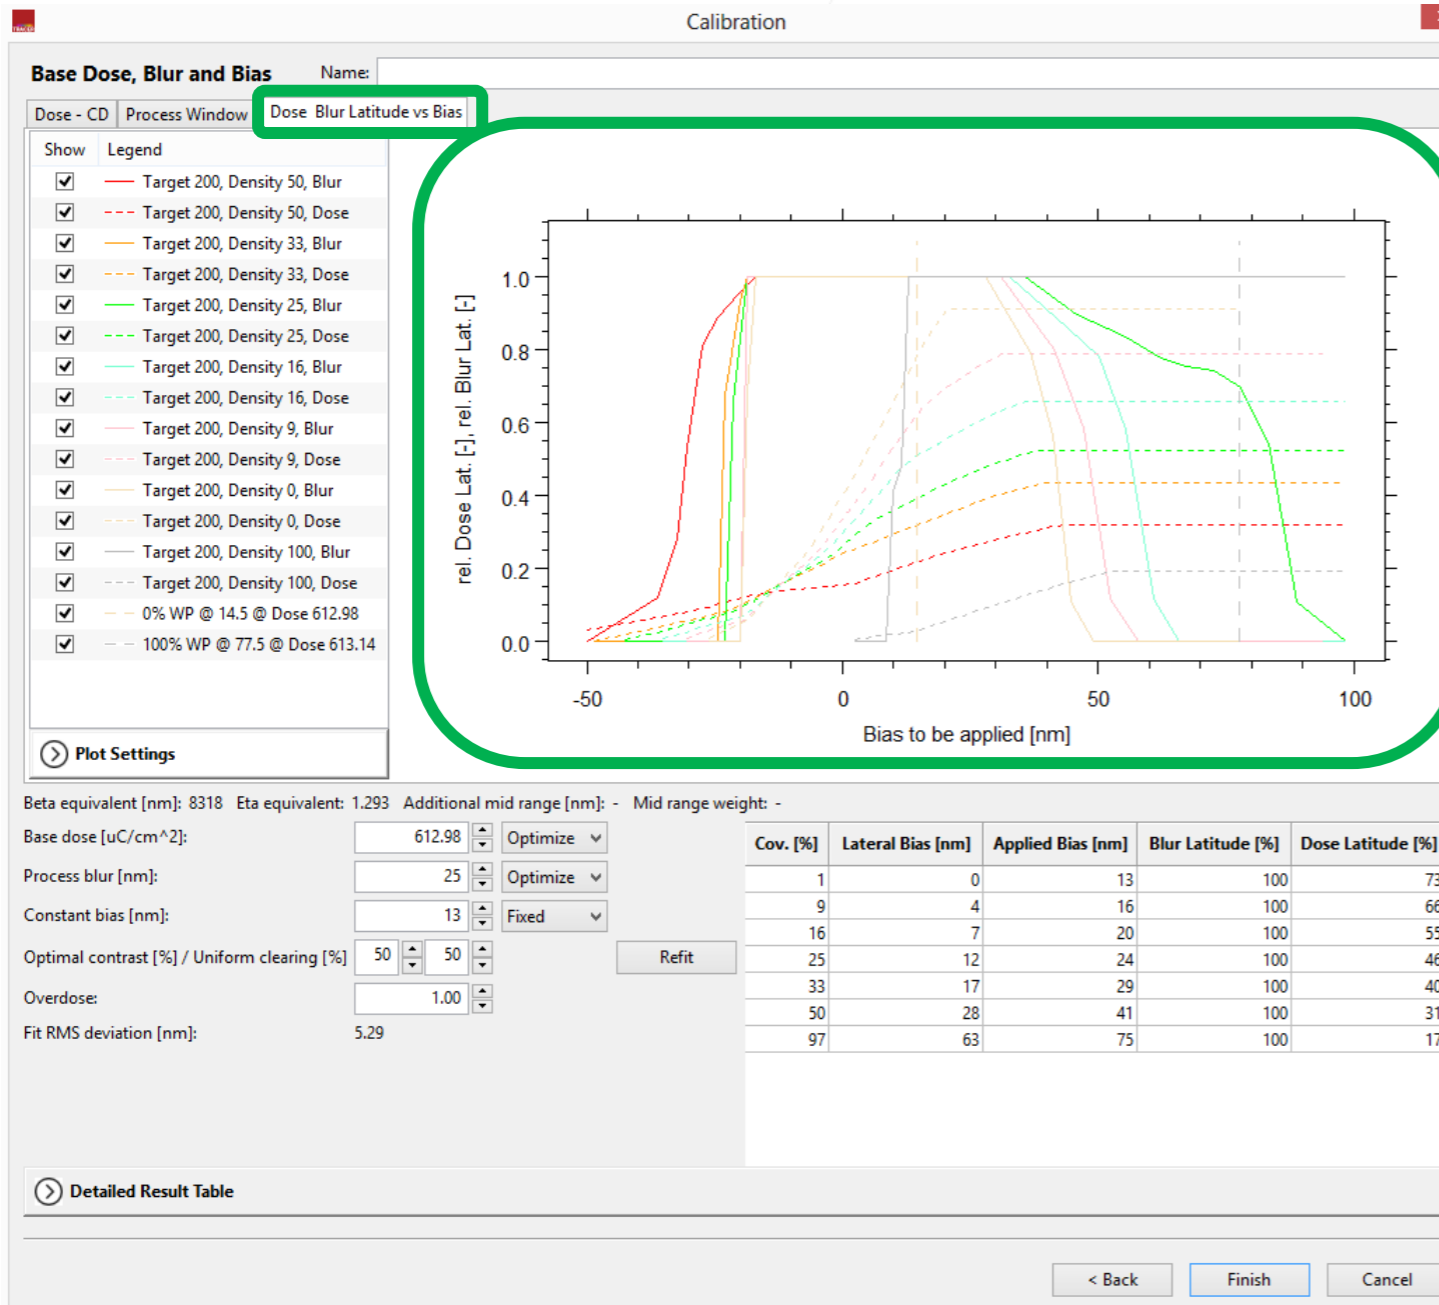 Calibration
Base Dose, Blur and Bias Name:
Dose - CD Process Window Dose Blur Latitude vs Bias
Show Legend
Target 200, Density 50, Blur
Target 200, Density 50, Dose
Target 200, Density 33, Blur
Target 200, Density 33, Dose
Target 200, Density 25, Blur
Target 200, Density 25, Dose
Target 200, Density 16, Blur
Target 200, Density 16, Dose
Target 200, Density 9, Blur
Target 200, Density 9, Dose
Target 200, Density 0, Blur
Target 200, Density 0, Dose
Target 200, Density 100, Blur
Target 200, Density 100, Dose
0% WP @ 14.5 @ Dose 612.98
100% WP @ 77.5 @ Dose 613.14
Plot Settings
rel. Dose Lat. [-], rel. Blur Lat. [-]
1.0
0.8
0.6
0.4
0.2
0.0
-50 0 50 100
Bias to be applied [nm]
Beta equivalent [nm]: 8318 Eta equivalent: 1.293 Additional mid range [nm]: - Mid range weight: -
Base dose [uC/cm^2]: 612.98 Optimize
Process blur [nm]: 25 Optimize
Constant bias [nm]: 13 Fixed
Optimal contrast [%] / Uniform clearing [%] 50 50 Refit
Overdose: 1.00
Fit RMS deviation [nm]: 5.29
Cov. [%] Lateral Bias [nm] Applied Bias [nm] Blur Latitude [%] Dose Latitude [%]
1 0 13 100 73
9 4 16 100 66
16 7 20 100 55
25 12 24 100 46
33 17 29 100 40
50 28 41 100 31
97 63 75 100 17
Detailed Result Table
< Back Finish Cancel